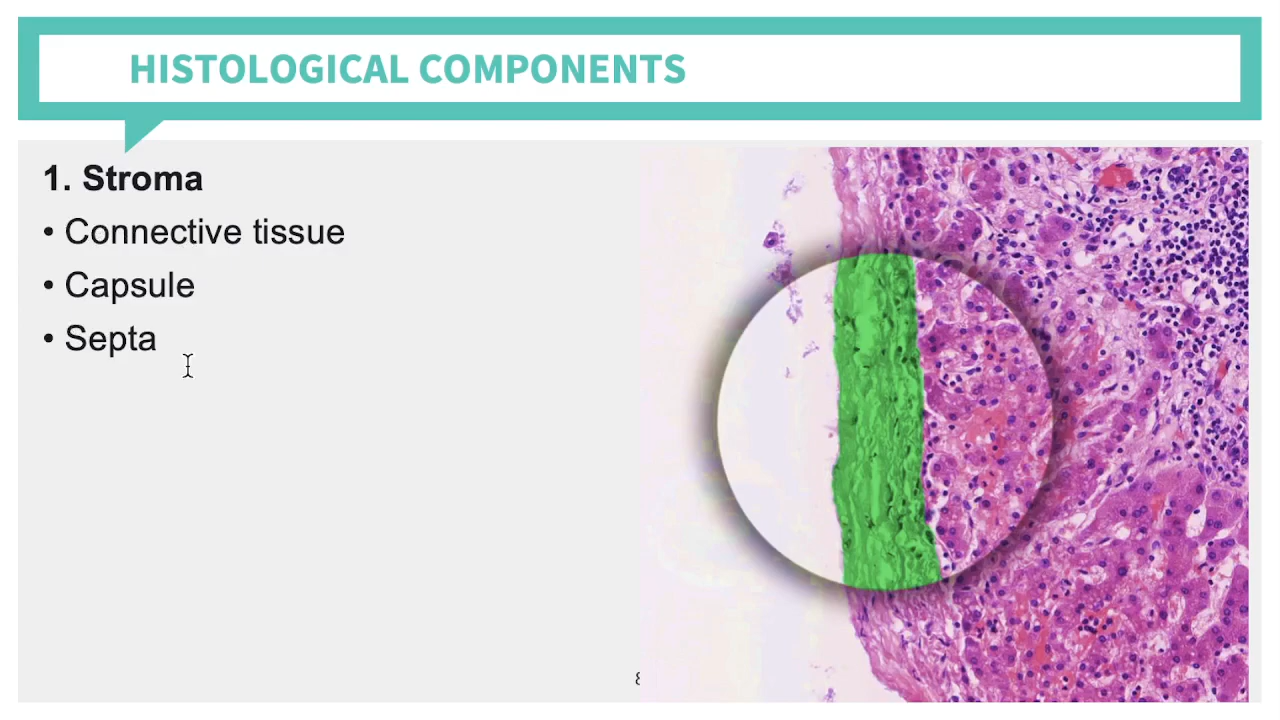 HISTOLOGICAL COMPONENTS
1. Stroma
• Connective tissue
• Capsule
• Septa